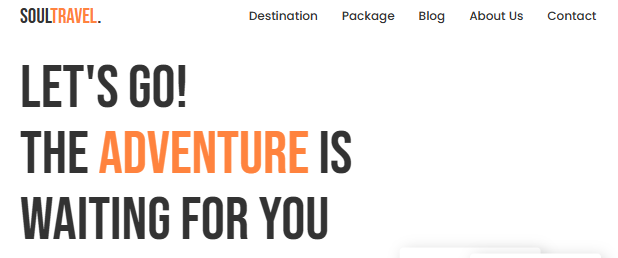 SOULTRAVEL.
Destination Package Blog About Us Contact
LET'S GO!
THE ADVENTURE IS
WAITING FOR YOU